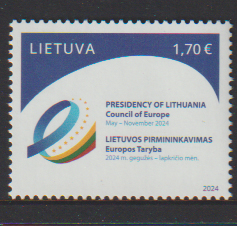 LIETUVA 1,70 €
PRESIDENCY OF LITHUANIA
Council of Europe
May – November 2024
LIETUVOS PIRMININKAVIMAS
Europos Taryba
2024 m. gegužės – lapkričio mėn.
2024